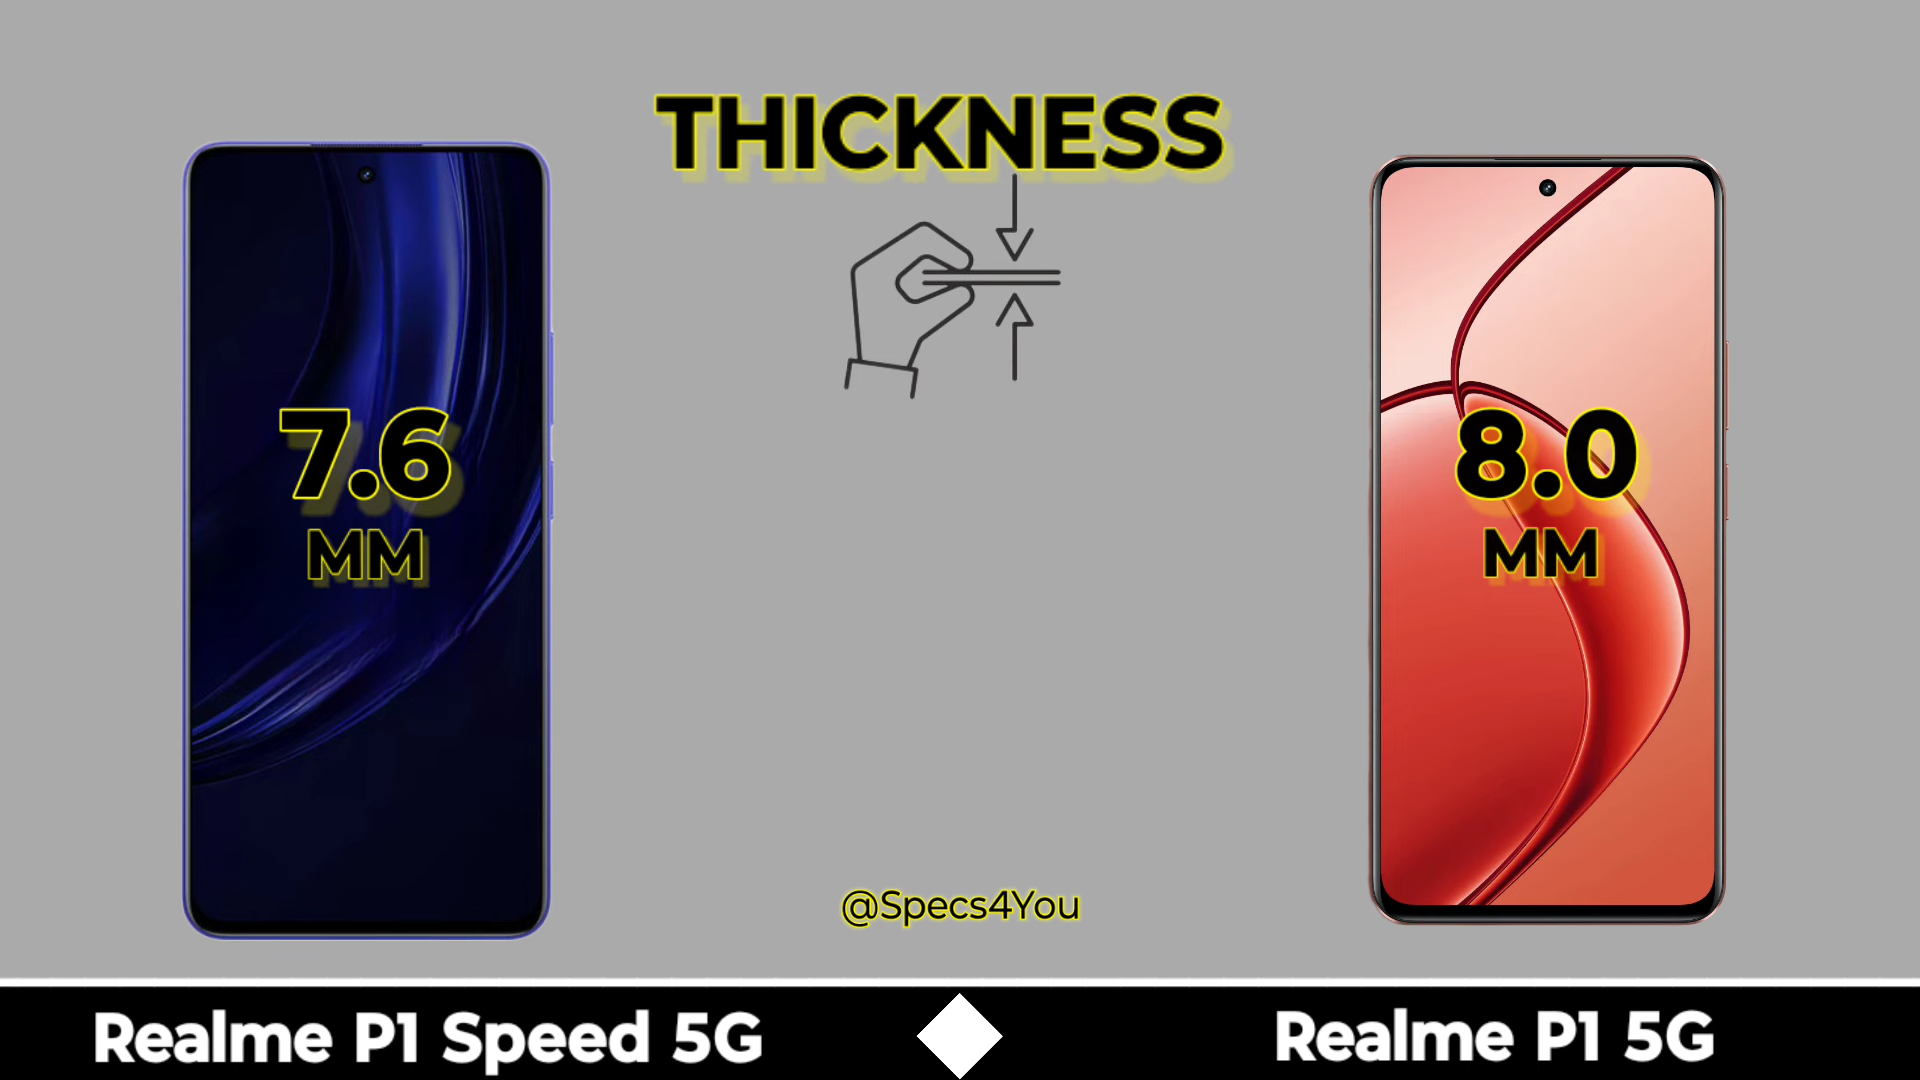 THICKNESS
7.6
MM
8.0
MM
@Specs4You
Realme P1 Speed 5G
Realme P1 5G